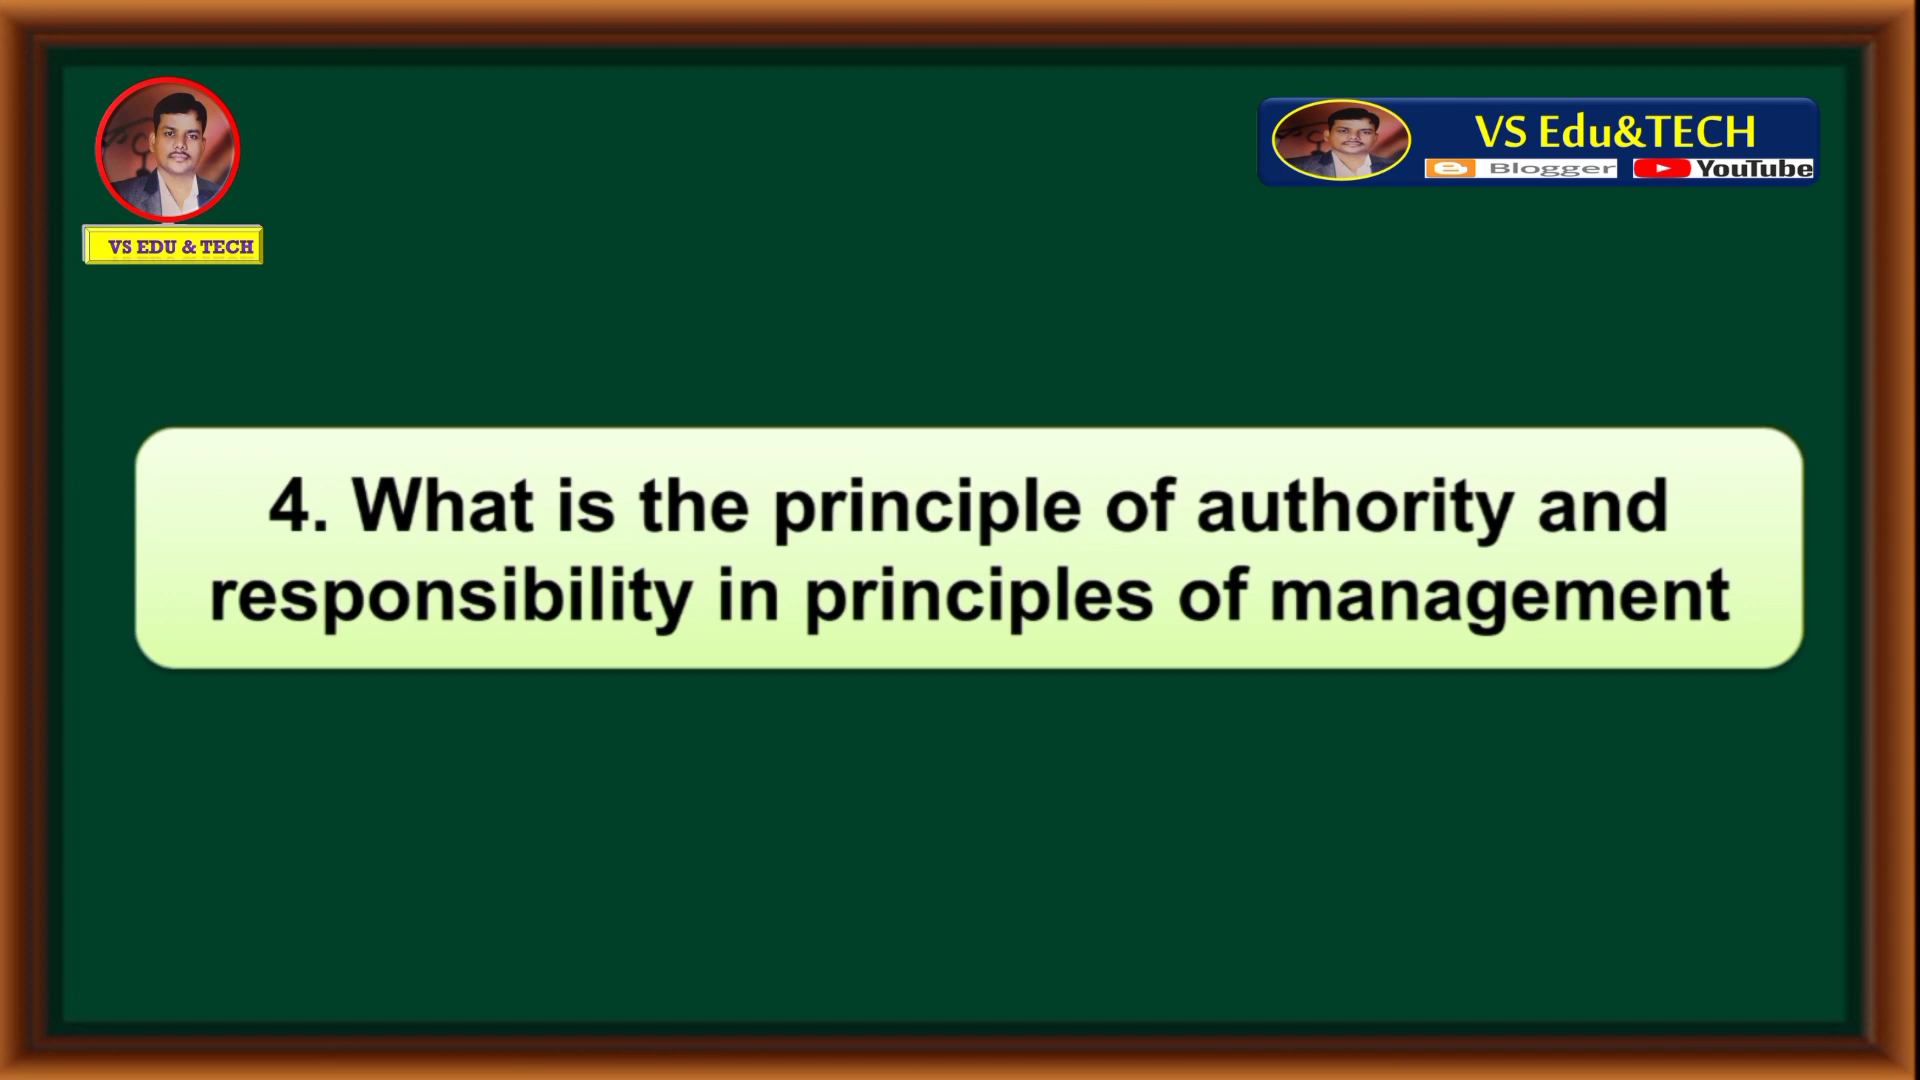 VS EDU & TECH
VS Edu&TECH
Blogger YouTube
4. What is the principle of authority and
responsibility in principles of management